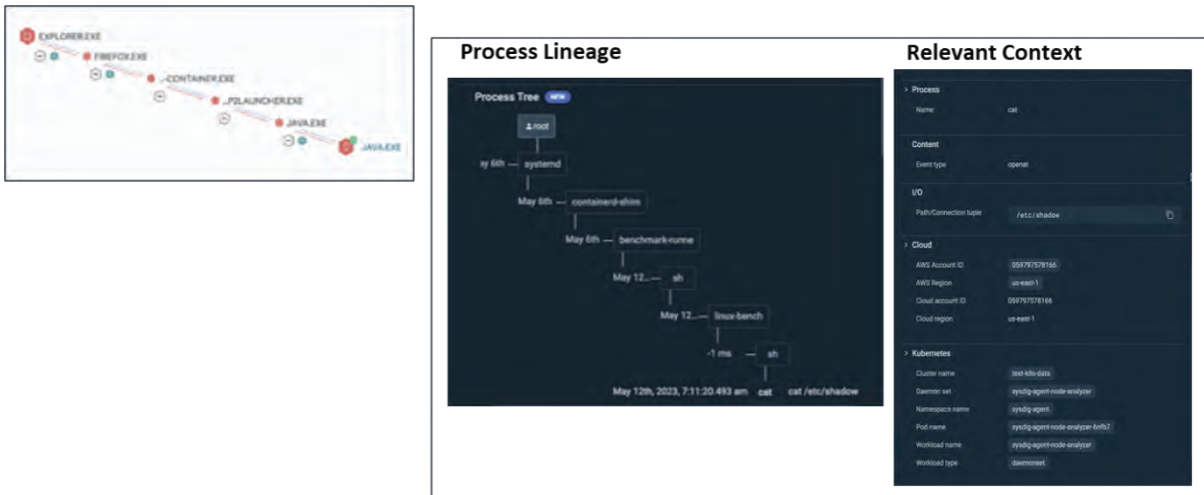 EXPLORER.EXE
FIREFOX.EXE
...-CONTAINER.EXE
...P2LAUNCHER.EXE
JAVA.EXE
JAVA.EXE
Process Lineage
Process Tree NEW
root
sy 6th systemd
May 6th containerd-shim
May 6th benchmark-runne
May 12... sh
May 12... linux-bench
-1 ms sh
May 12th, 2023, 7:11:20.493 am cat cat /etc/shadow
Relevant Context
> Process
Name cat
Content
Event type openat
I/O
Path/Connection tuple /etc/shadow
> Cloud
AWS Account ID 059797578166
AWS Region us-east-1
Cloud account ID 059797578166
Cloud region us-east-1
> Kubernetes
Cluster name test-k8s-data
Daemon set sysdig-agent-node-analyzer
Namespace name sysdig-agent
Pod name
Workload name sysdig-agent-node-analyzer
Workload type daemonset